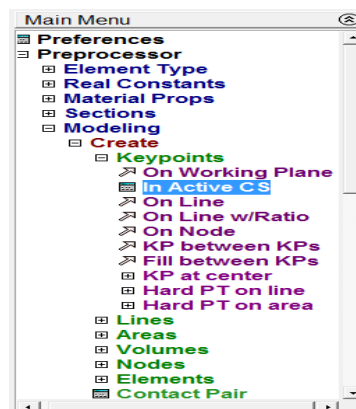 Main Menu
Preferences
Preprocessor
Element Type
Real Constants
Material Props
Sections
Modeling
Create
Keypoints
On Working Plane
In Active CS
On Line
On Line w/Ratio
On Node
KP between KPs
Fill between KPs
KP at center
Hard PT on line
Hard PT on area
Lines
Areas
Volumes
Nodes
Elements
Contact Pair